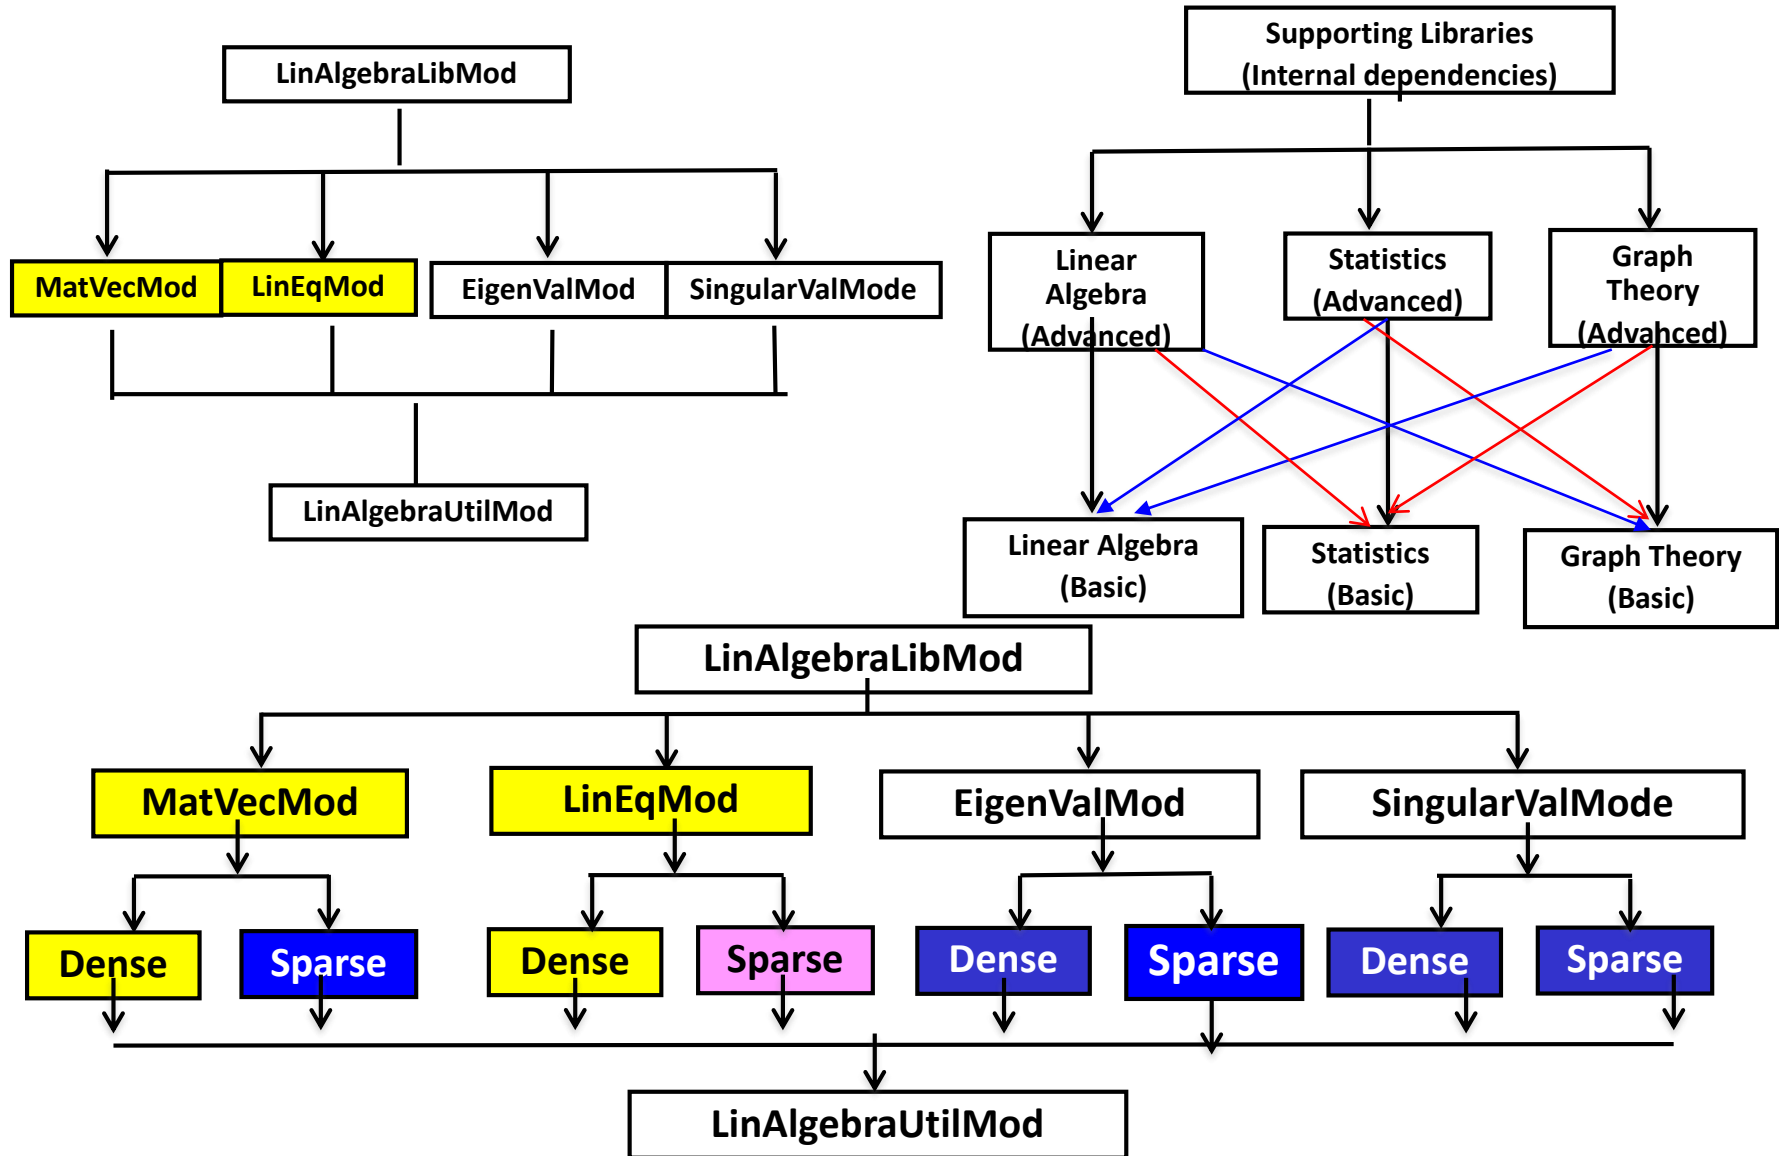 LinAlgebraLibMod
MatVecMod
LinEqMod
EigenValMod
SingularValMode
LinAlgebraUtilMod
Supporting Libraries
(Internal dependencies)
Linear
Algebra
(Advanced)
Statistics
(Advanced)
Graph
Theory
(Advanced)
Linear Algebra
(Basic)
Statistics
(Basic)
Graph Theory
(Basic)
LinAlgebraLibMod
MatVecMod
LinEqMod
EigenValMod
SingularValMode
Dense
Sparse
Dense
Sparse
Dense
Sparse
Dense
Sparse
LinAlgebraUtilMod